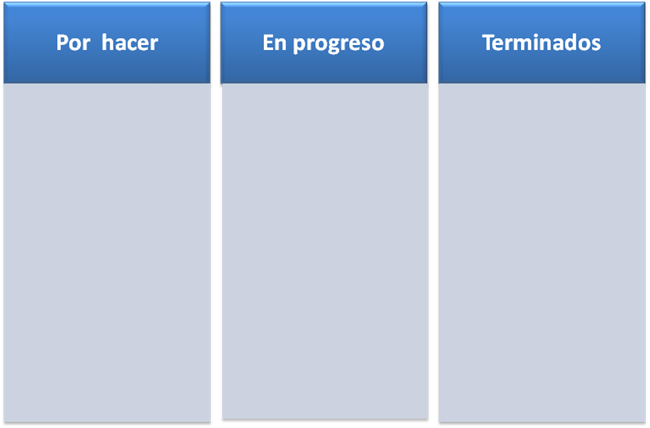 Por hacer
En progreso
Terminados